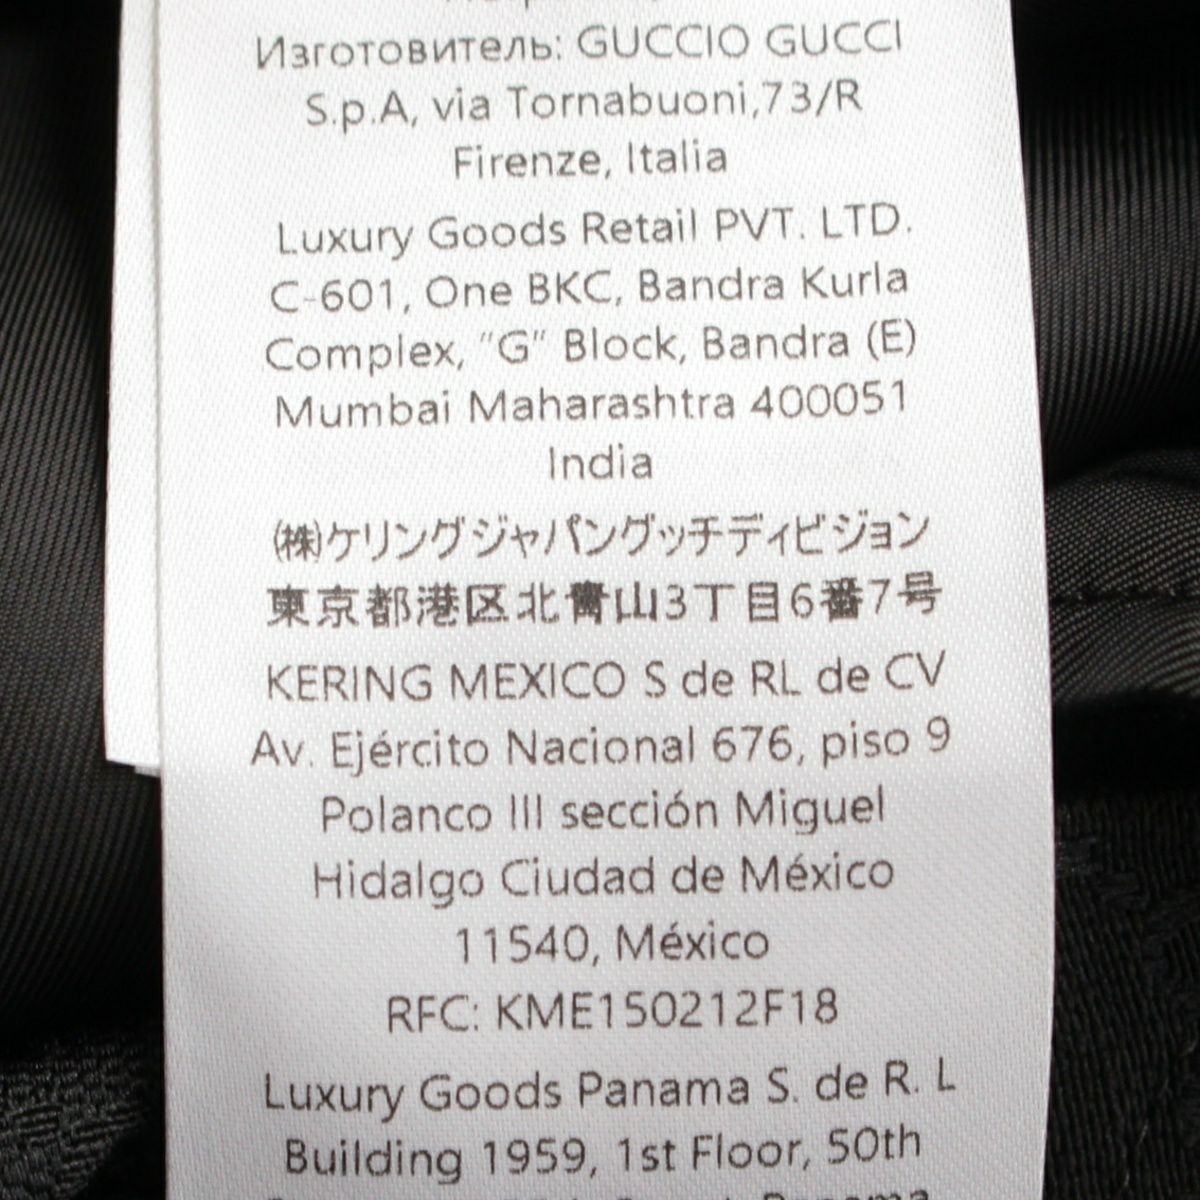 Изготовитель: GUCCIO GUCCI
S.p.A, via Tornabuoni,73/R
Firenze, Italia
Luxury Goods Retail PVT. LTD.
C-601, One BKC, Bandra Kurla
Complex, "G" Block, Bandra (E)
Mumbai Maharashtra 400051
India
(株)ケリングジャパングッチディビジョン
東京都港区北青山3丁目6番7号
KERING MEXICO S de RL de CV
Av. Ejército Nacional 676, piso 9
Polanco III sección Miguel
Hidalgo Ciudad de México
11540, México
RFC: KME150212F18
Luxury Goods Panama S. de R. L
Building 1959, 1st Floor, 50th